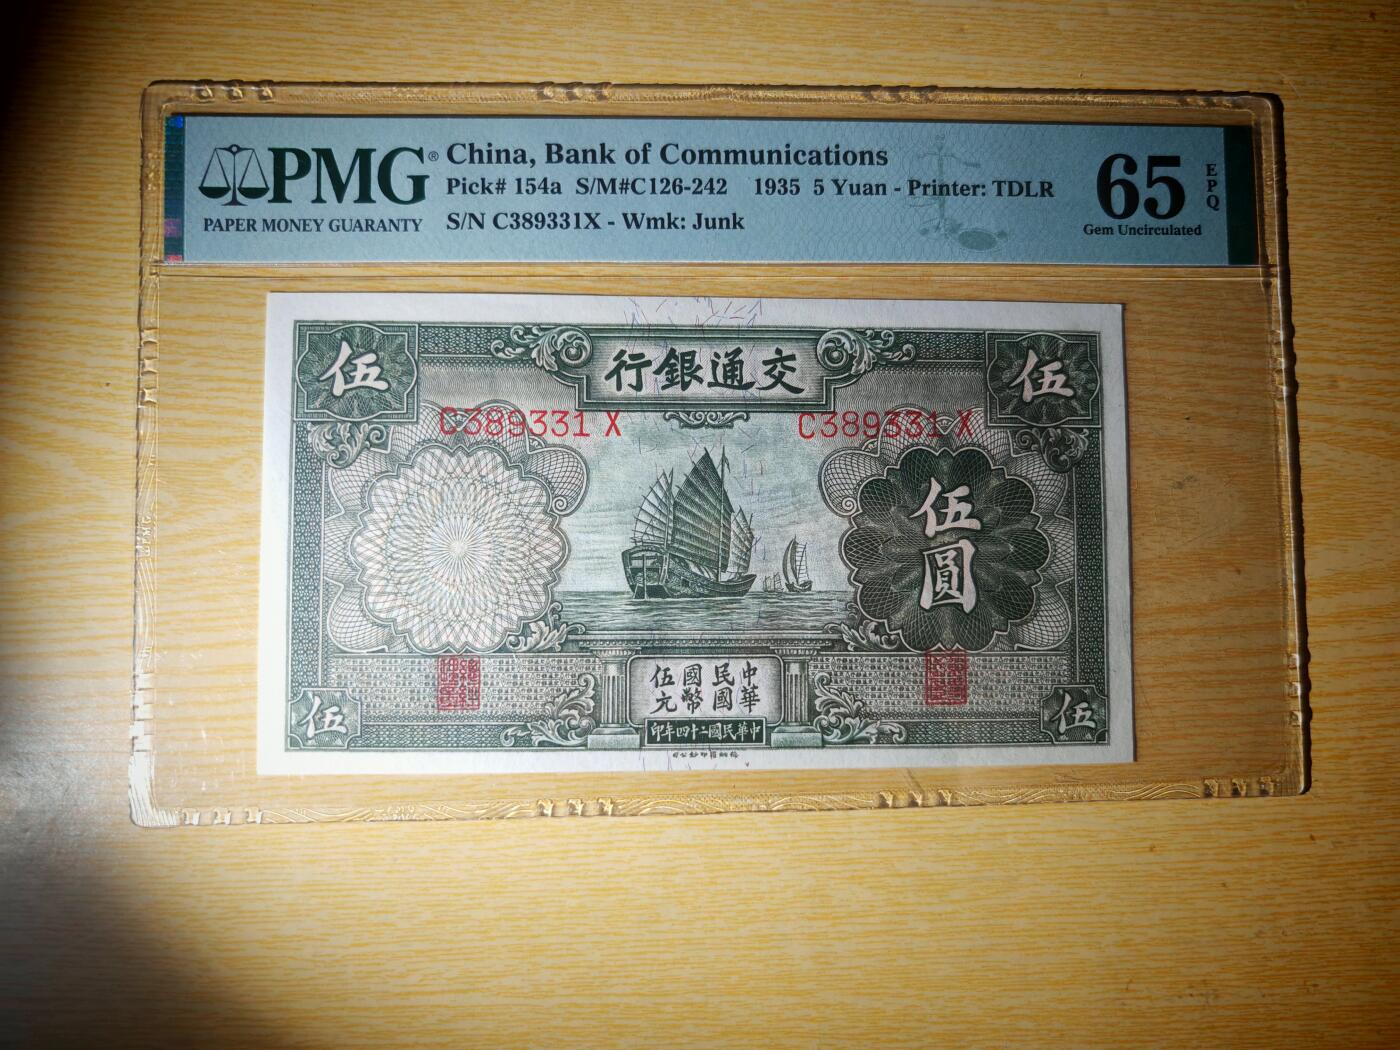 PMG®
PAPER MONEY GUARANTY
China, Bank of Communications
Pick# 154a S/M#C126-242 1935 5 Yuan - Printer: TDLR
S/N C389331X - Wmk: Junk
65
EPQ
Gem Uncirculated
伍
行銀通交
伍
C389331 X
C389331 X
伍圓
中華
民國
國幣
伍元
印年四十二國民華中
伍
伍